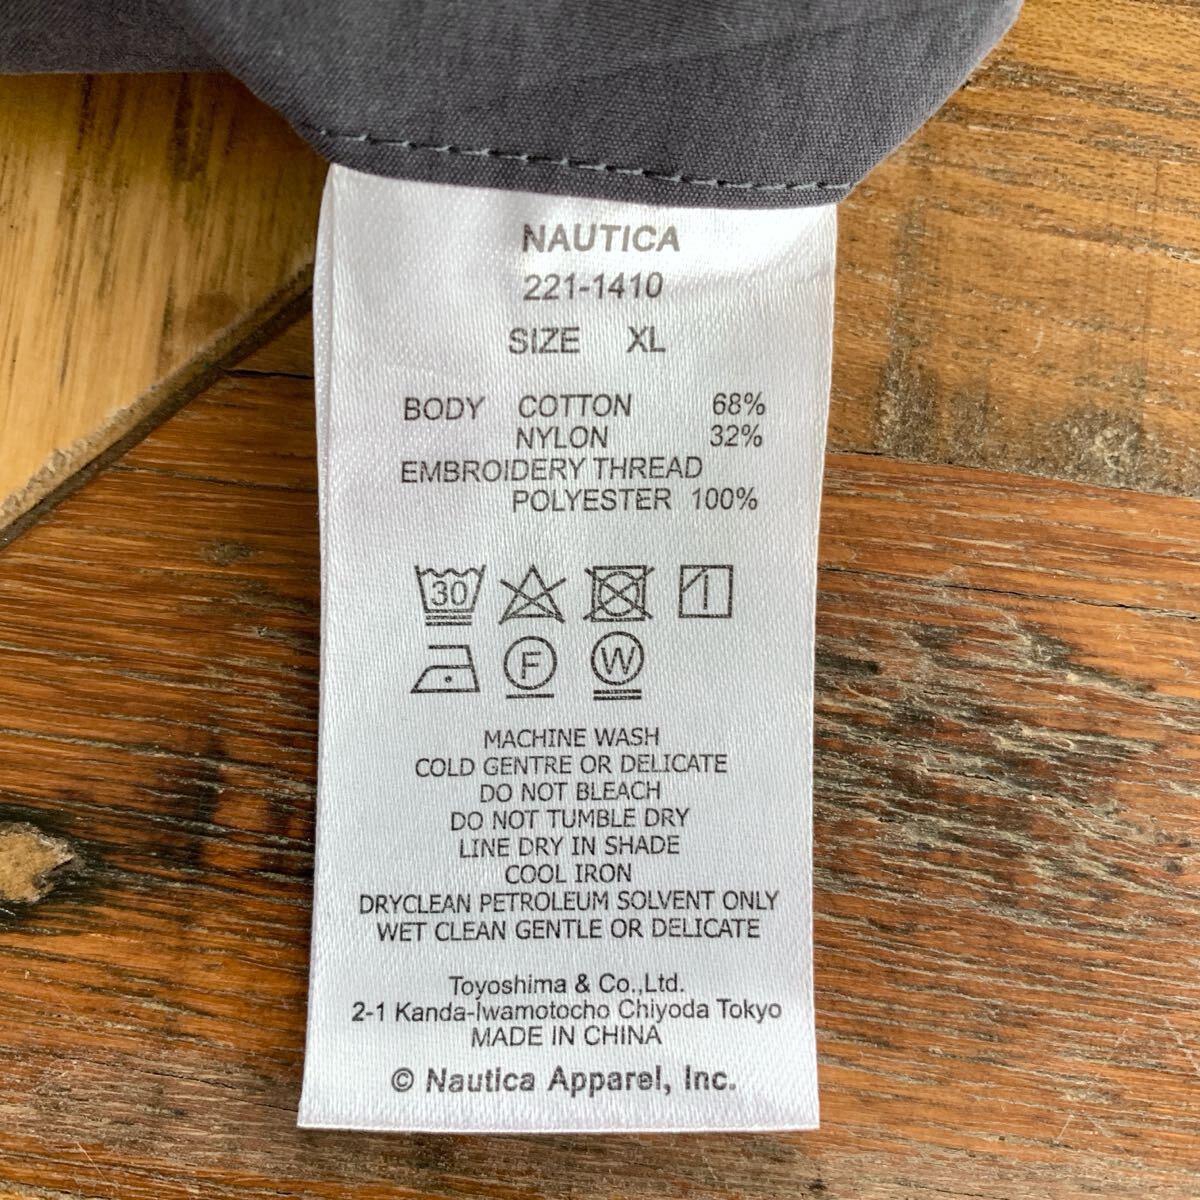 NAUTICA
221-1410
SIZE XL
BODY COTTON 68%
NYLON 32%
EMBROIDERY THREAD
POLYESTER 100%
30
F W
MACHINE WASH
COLD GENTRE OR DELICATE
DO NOT BLEACH
DO NOT TUMBLE DRY
LINE DRY IN SHADE
COOL IRON
DRYCLEAN PETROLEUM SOLVENT ONLY
WET CLEAN GENTLE OR DELICATE
Toyoshima & Co.,Ltd.
2-1 Kanda-Iwamotocho Chiyoda Tokyo
MADE IN CHINA
© Nautica Apparel, Inc.